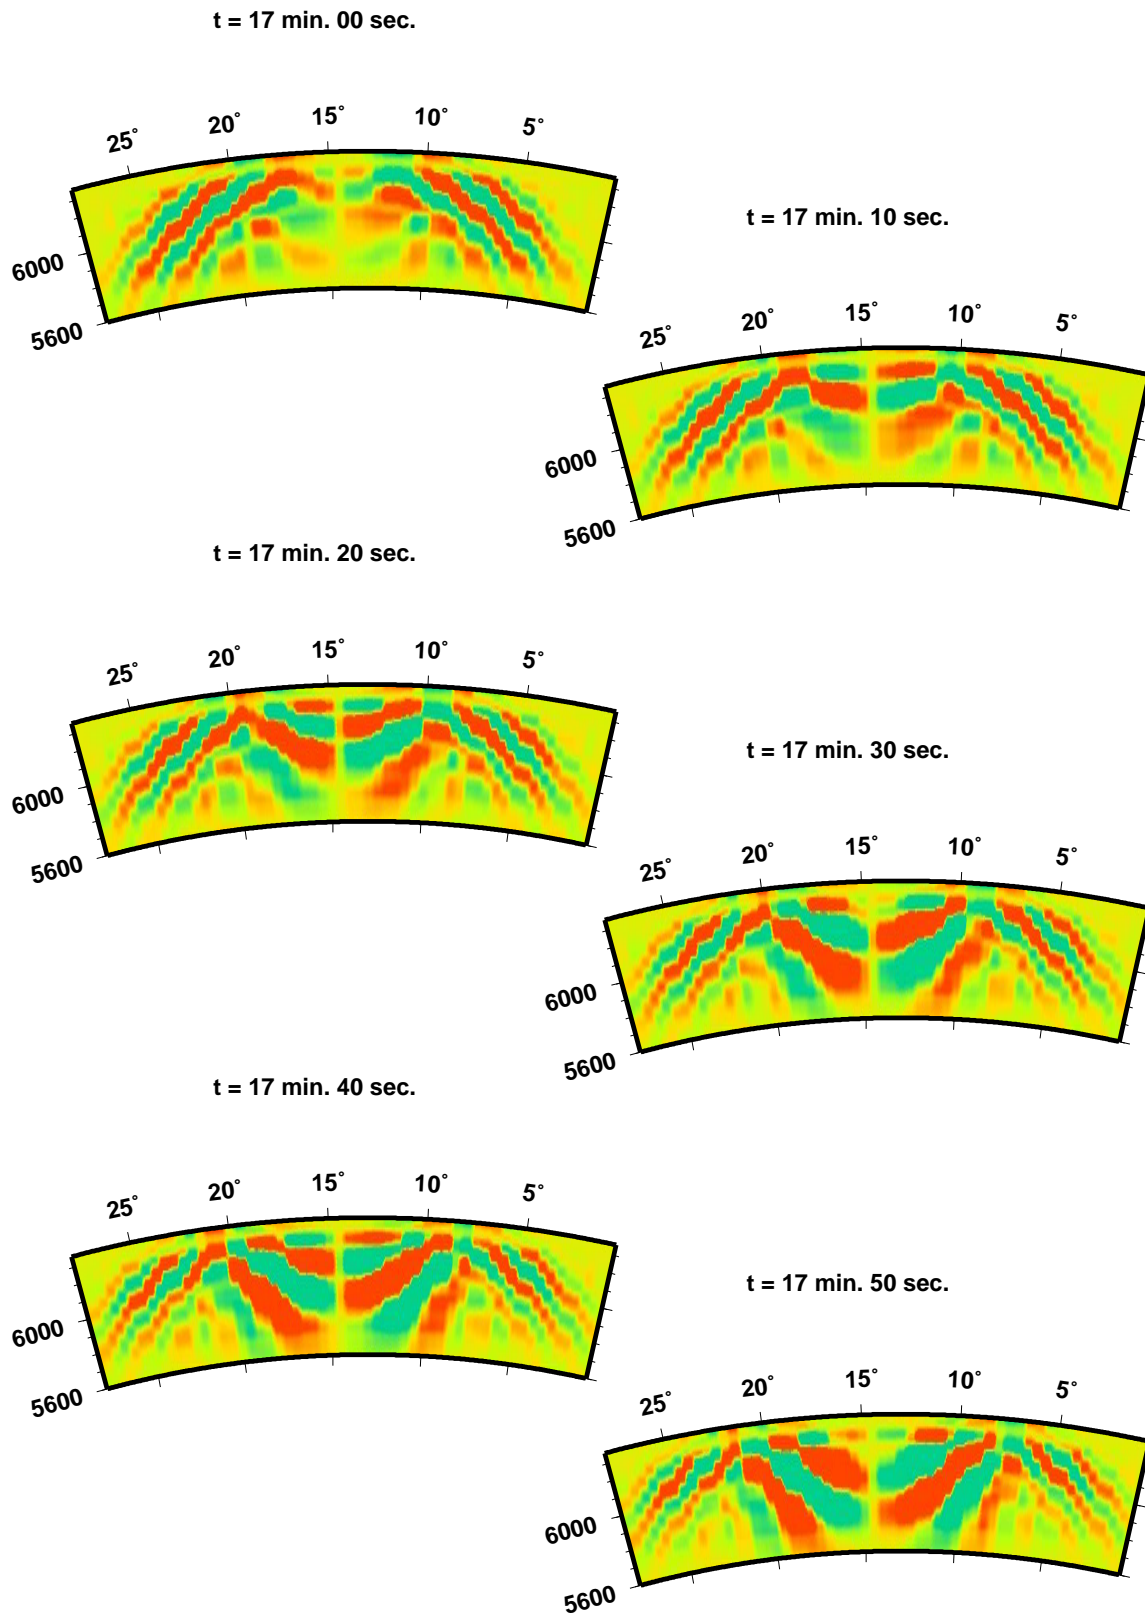 t = 17 min. 00 sec.
25° 20° 15° 10° 5°
6000
5600
t = 17 min. 10 sec.
25° 20° 15° 10° 5°
6000
5600
t = 17 min. 20 sec.
25° 20° 15° 10° 5°
6000
5600
t = 17 min. 30 sec.
25° 20° 15° 10° 5°
6000
5600
t = 17 min. 40 sec.
25° 20° 15° 10° 5°
6000
5600
t = 17 min. 50 sec.
25° 20° 15° 10° 5°
6000
5600